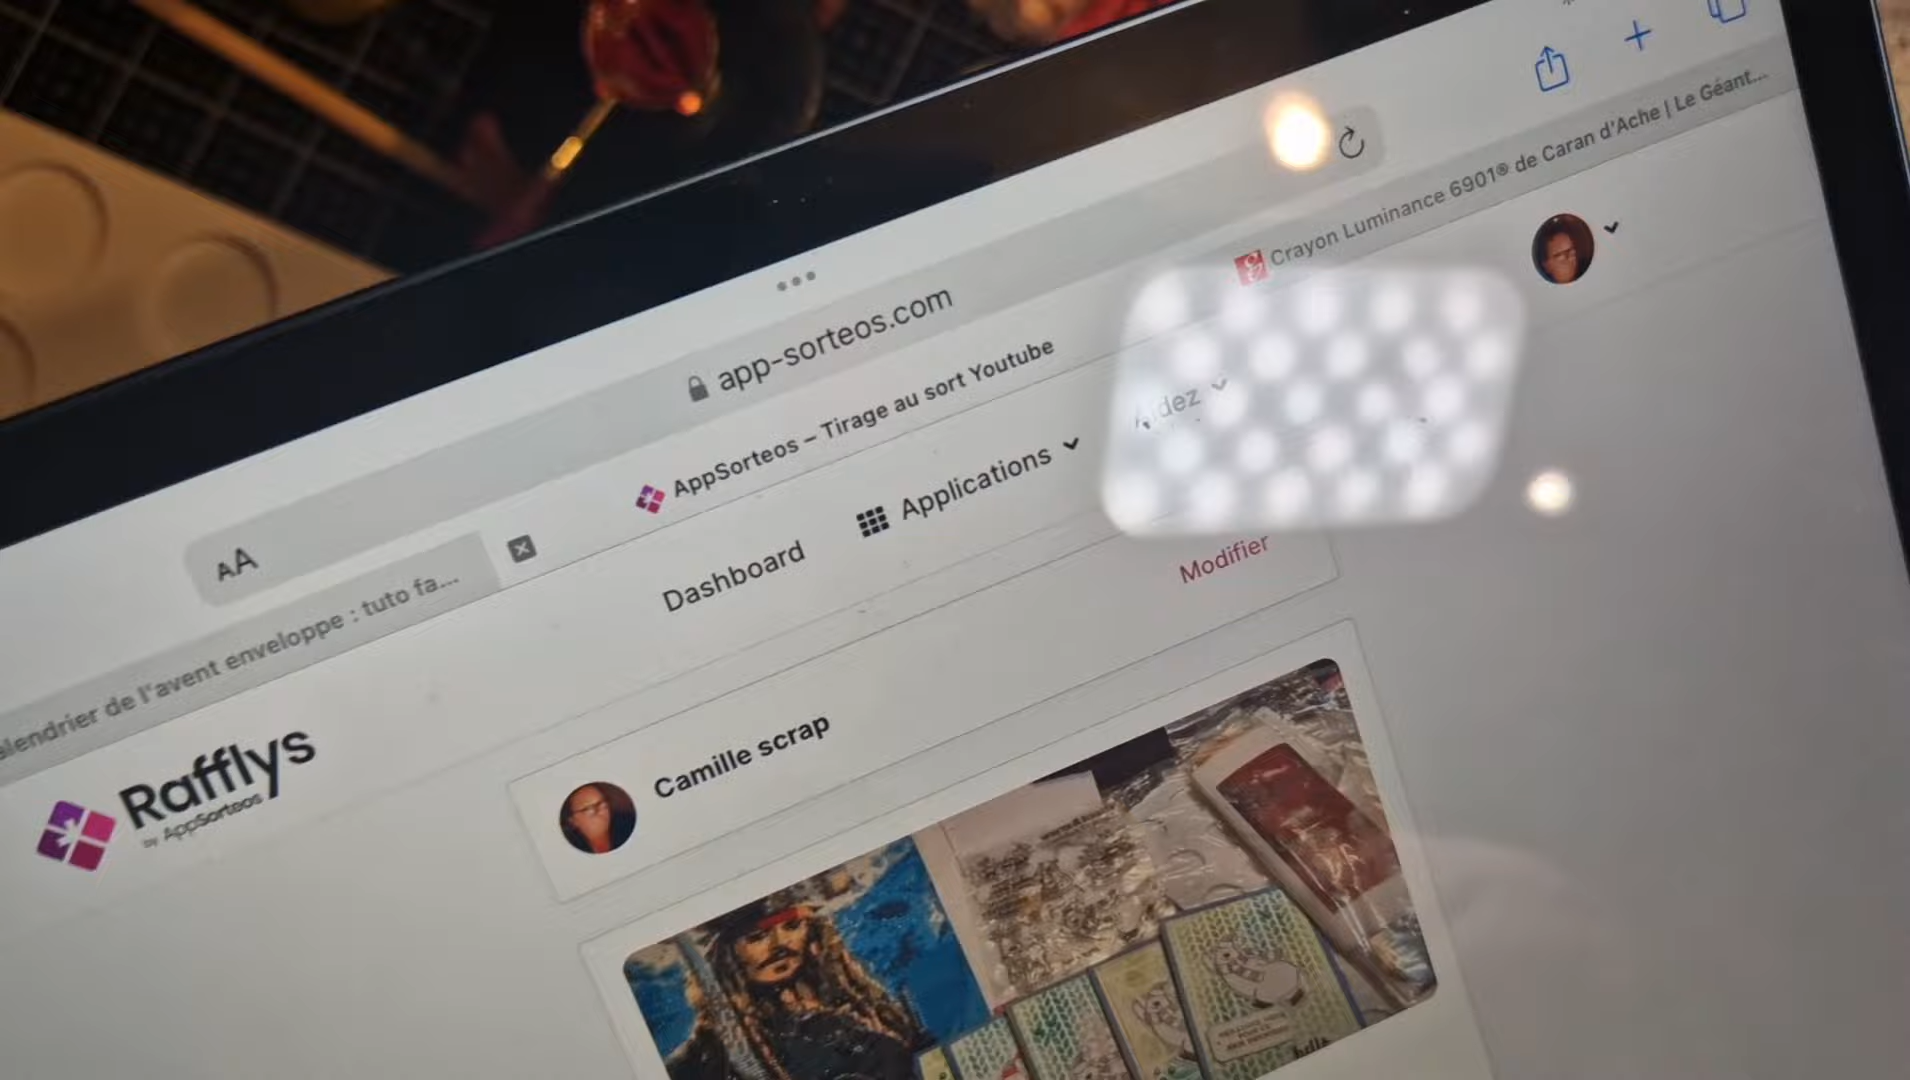 app-sorteos.com
AA
alendrier de l'avent enveloppe : tuto fa...
AppSorteos – Tirage au sort Youtube
Crayon Luminance 6901® de Caran d'Ache | Le Géant...
Rafflys
by AppSorteos
Dashboard
Applications
Modifier
Camille scrap
hello